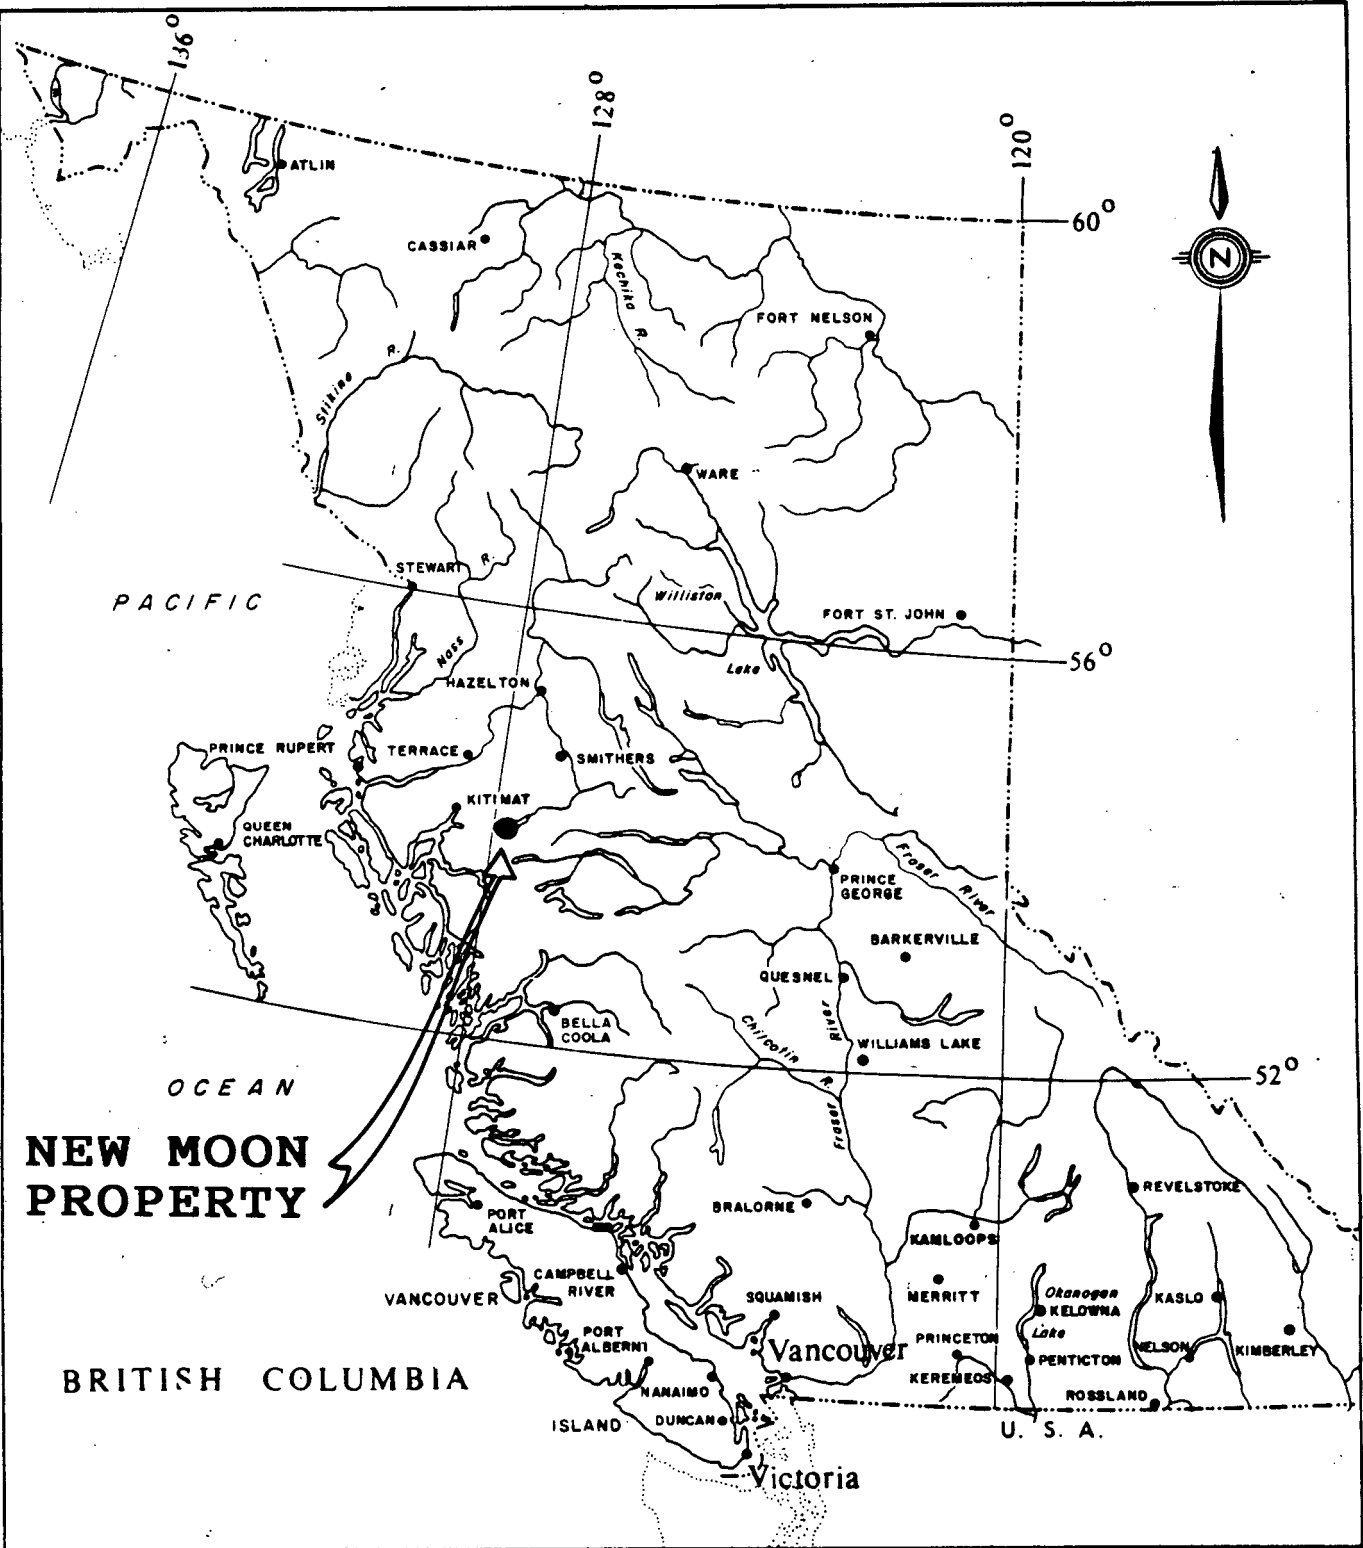 136°
128°
120°
ATLIN
60°
CASSIAR
Kechika R.
N
FORT NELSON
Stikine R.
WARE
STEWART
R.
PACIFIC
Williston
FORT ST. JOHN
Nass
56°
Lake
HAZELTON
PRINCE RUPERT
TERRACE
SMITHERS
KITIMAT
QUEEN
CHARLOTTE
Fraser River
PRINCE
GEORGE
BARKERVILLE
QUESNEL
BELLA
COOLA
Chilcotin R.
River
WILLIAMS LAKE
OCEAN
52°
Fraser
NEW MOON
PROPERTY
REVELSTOKE
BRALORNE
PORT
ALICE
KAMLOOPS
CAMPBELL
RIVER
VANCOUVER
SQUAMISH
MERRITT
Okanogan
KELOWNA
KASLO
Lake
PORT
ALBERNI
Vancouver
PRINCETON
PENTICTON
NELSON
KIMBERLEY
BRITISH COLUMBIA
NANAIMO
KEREMEOS
ROSSLAND
ISLAND
DUNCAN
U. S. A.
Victoria